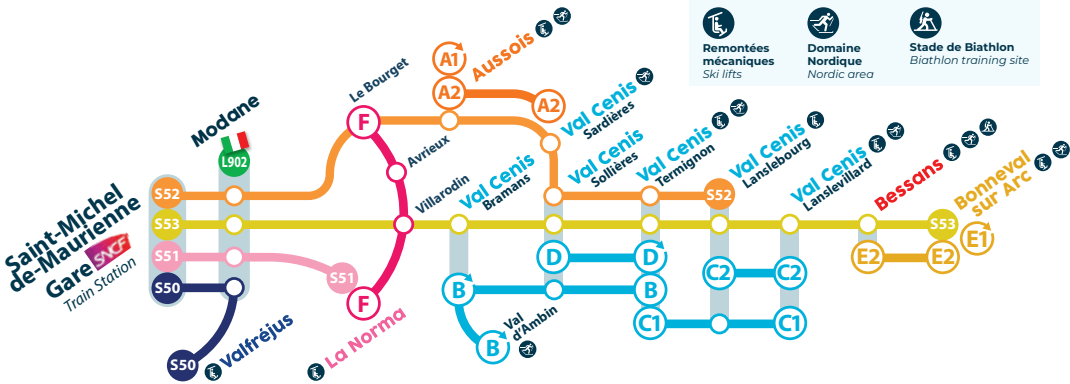 Remontées
mécaniques
Ski lifts
Domaine
Nordique
Nordic area
Stade de Biathlon
Biathlon training site
Saint-Michel
de-Maurienne
Gare SNCF
Train Station
S52
S53
S51
S50
Modane
L902
S50
Valfréjus
S51
La Norma
F
Le Bourget
F
Avrieux
Villarodin
A1
A2
A2
Aussois
Val Cenis
Sardières
Val Cenis
Bramans
Val Cenis
Sollières
Val Cenis
Termignon
Val Cenis
Lanslebourg
S52
Val Cenis
Lanslevillard
Bessans
Bonneval
sur Arc
S53
E1
E2
E2
D
D
B
B
B
Val
d'Ambin
C2
C2
C1
C1